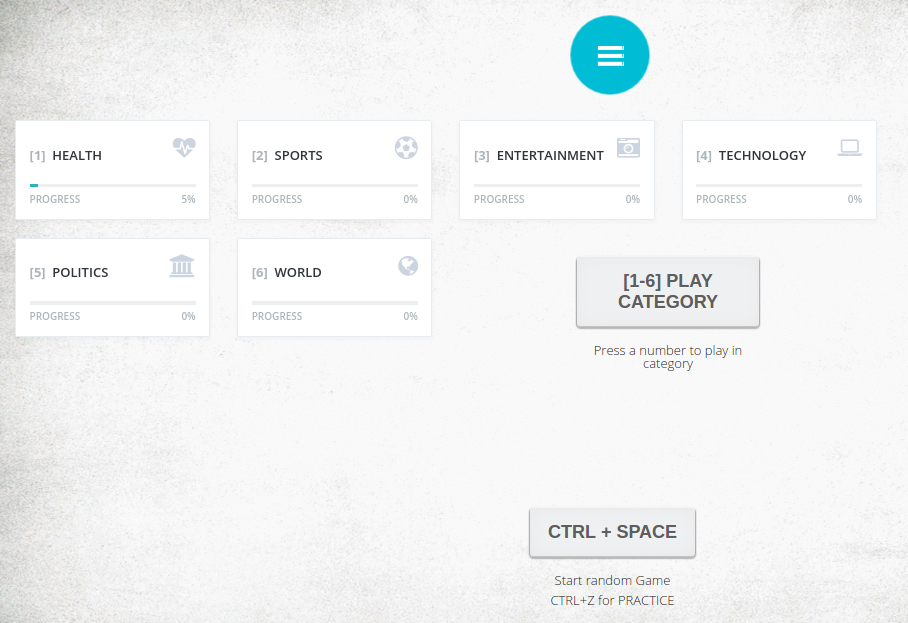 [1] HEALTH
PROGRESS 5%
[2] SPORTS
PROGRESS 0%
[3] ENTERTAINMENT
PROGRESS 0%
[4] TECHNOLOGY
PROGRESS 0%
[5] POLITICS
PROGRESS 0%
[6] WORLD
PROGRESS 0%
[1-6] PLAY
CATEGORY
Press a number to play in
category
CTRL + SPACE
Start random Game
CTRL+Z for PRACTICE